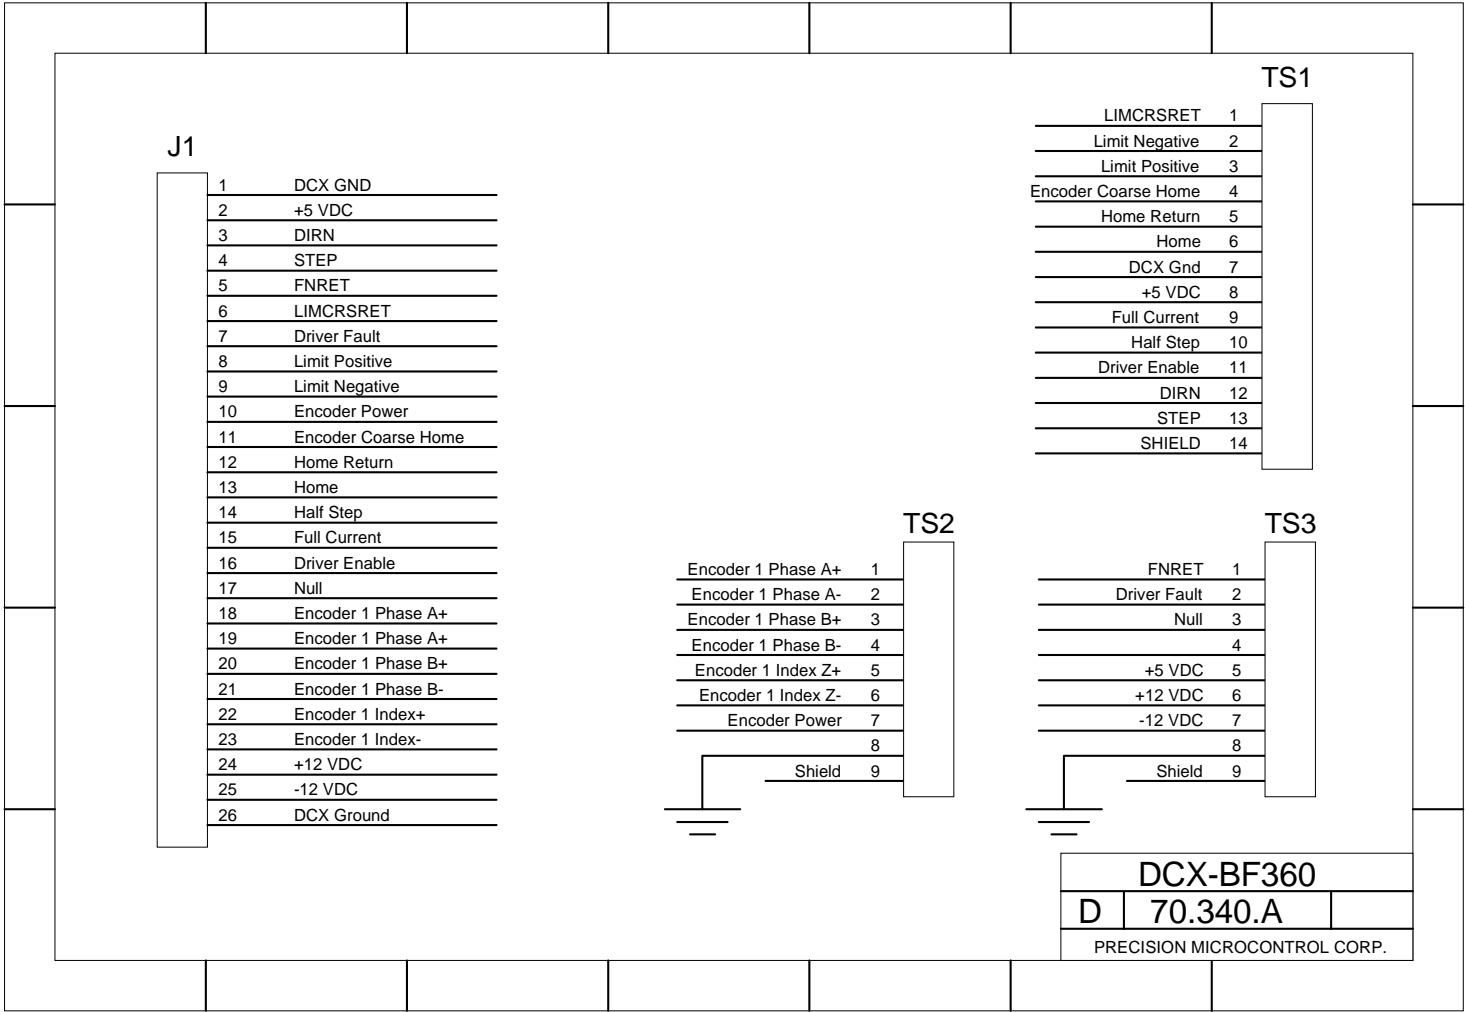 J1
1 DCX GND
2 +5 VDC
3 DIRN
4 STEP
5 FNRET
6 LIMCRSRET
7 Driver Fault
8 Limit Positive
9 Limit Negative
10 Encoder Power
11 Encoder Coarse Home
12 Home Return
13 Home
14 Half Step
15 Full Current
16 Driver Enable
17 Null
18 Encoder 1 Phase A+
19 Encoder 1 Phase A+
20 Encoder 1 Phase B+
21 Encoder 1 Phase B-
22 Encoder 1 Index+
23 Encoder 1 Index-
24 +12 VDC
25 -12 VDC
26 DCX Ground
TS1
LIMCRSRET 1
Limit Negative 2
Limit Positive 3
Encoder Coarse Home 4
Home Return 5
Home 6
DCX Gnd 7
+5 VDC 8
Full Current 9
Half Step 10
Driver Enable 11
DIRN 12
STEP 13
SHIELD 14
TS2
Encoder 1 Phase A+ 1
Encoder 1 Phase A- 2
Encoder 1 Phase B+ 3
Encoder 1 Phase B- 4
Encoder 1 Index Z+ 5
Encoder 1 Index Z- 6
Encoder Power 7
8
Shield 9
TS3
FNRET 1
Driver Fault 2
Null 3
4
+5 VDC 5
+12 VDC 6
-12 VDC 7
8
Shield 9
DCX-BF360
D 70.340.A
PRECISION MICROCONTROL CORP.